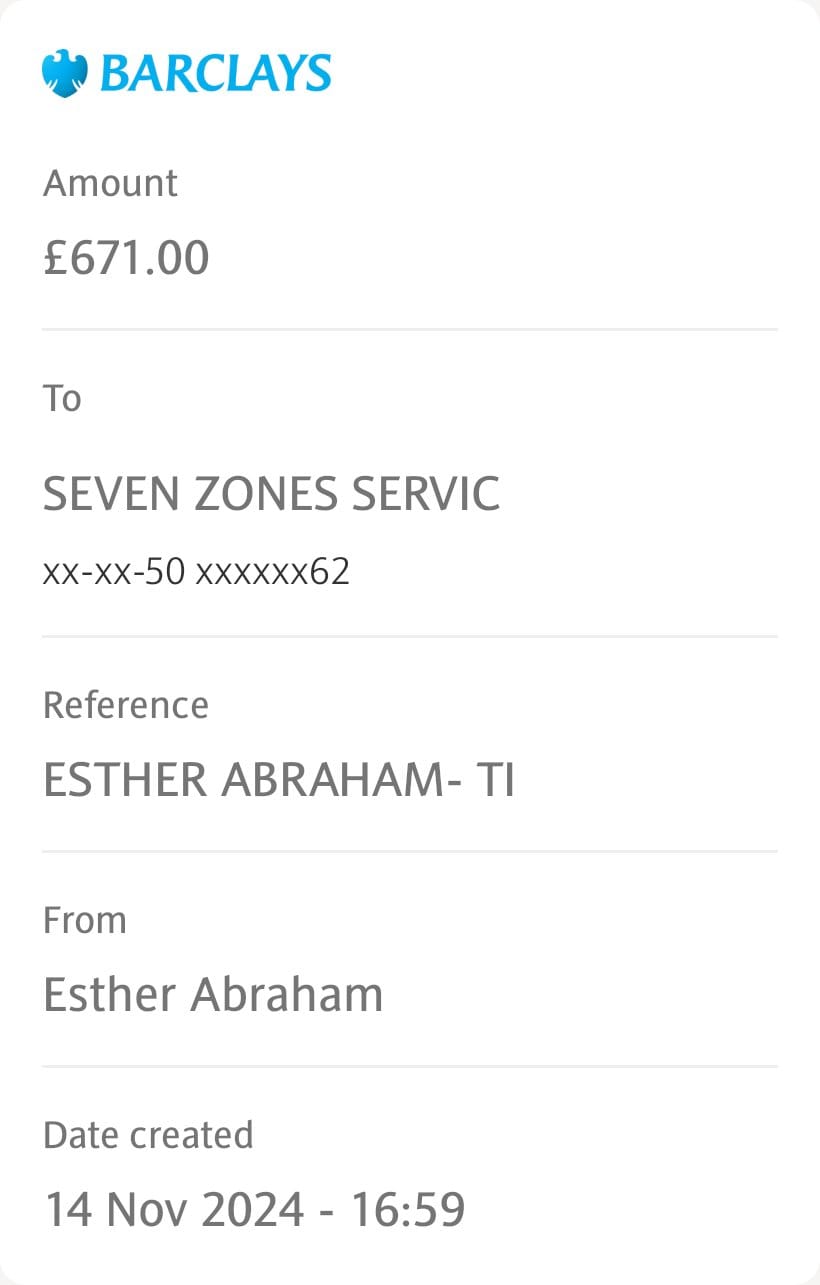 BARCLAYS
Amount
£671.00
To
SEVEN ZONES SERVIC
xx-xx-50 xxxxxx62
Reference
ESTHER ABRAHAM- TI
From
Esther Abraham
Date created
14 Nov 2024 - 16:59